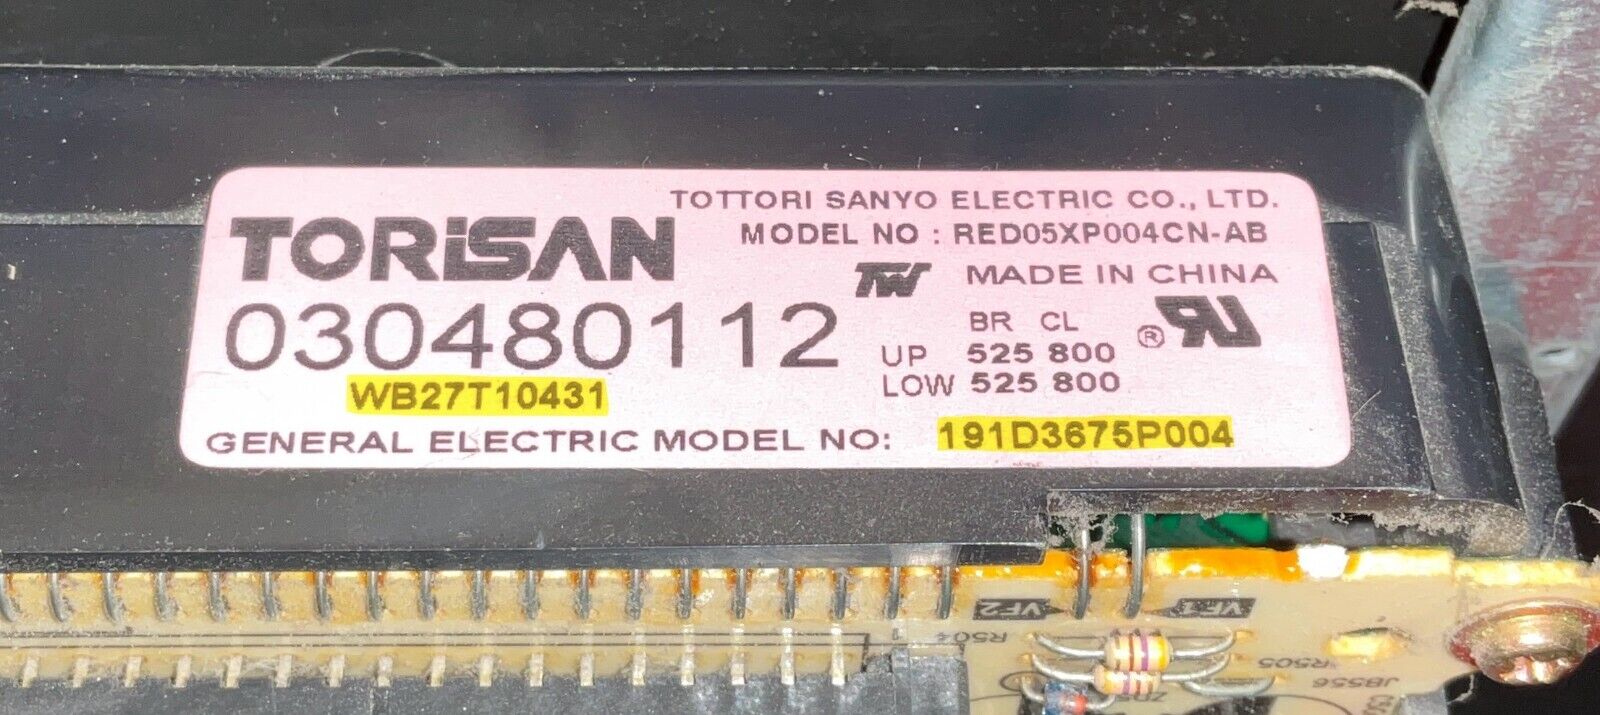 TOTTORI SANYO ELECTRIC CO., LTD.
TORiSAN
MODEL NO : RED05XP004CN-AB
MADE IN CHINA
030480112
BR CL
®
UP 525 800
LOW 525 800
WB27T10431
GENERAL ELECTRIC MODEL NO: 191D3675P004
VF2
VF1
R504
1
R505
JB556